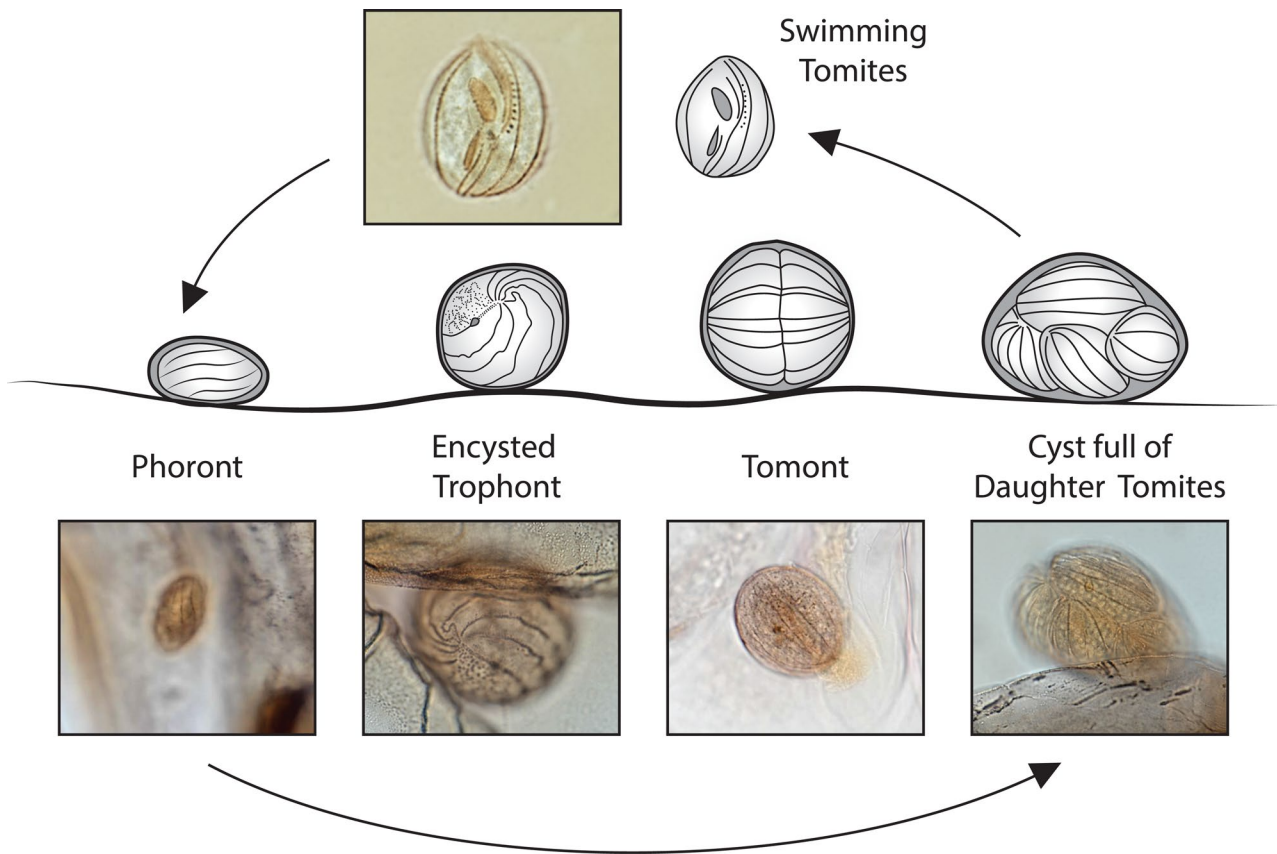 Swimming
Tomites
Phoront
Encysted
Trophont
Tomont
Cyst full of
Daughter Tomites